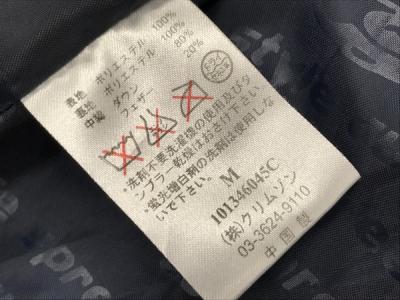 表地 ポリエステル 100%
裏地 ポリエステル 100%
中綿 ダウン 80%
フェザー 20%
ドライ
・洗剤不要洗濯機の使用及びタ
ンブラー乾燥はおさけ下さい。
・蛍光増白剤の洗剤は使用しな
いで下さい。
M
101346045C
(株)クリムゾン
03-3624-9110
中国製